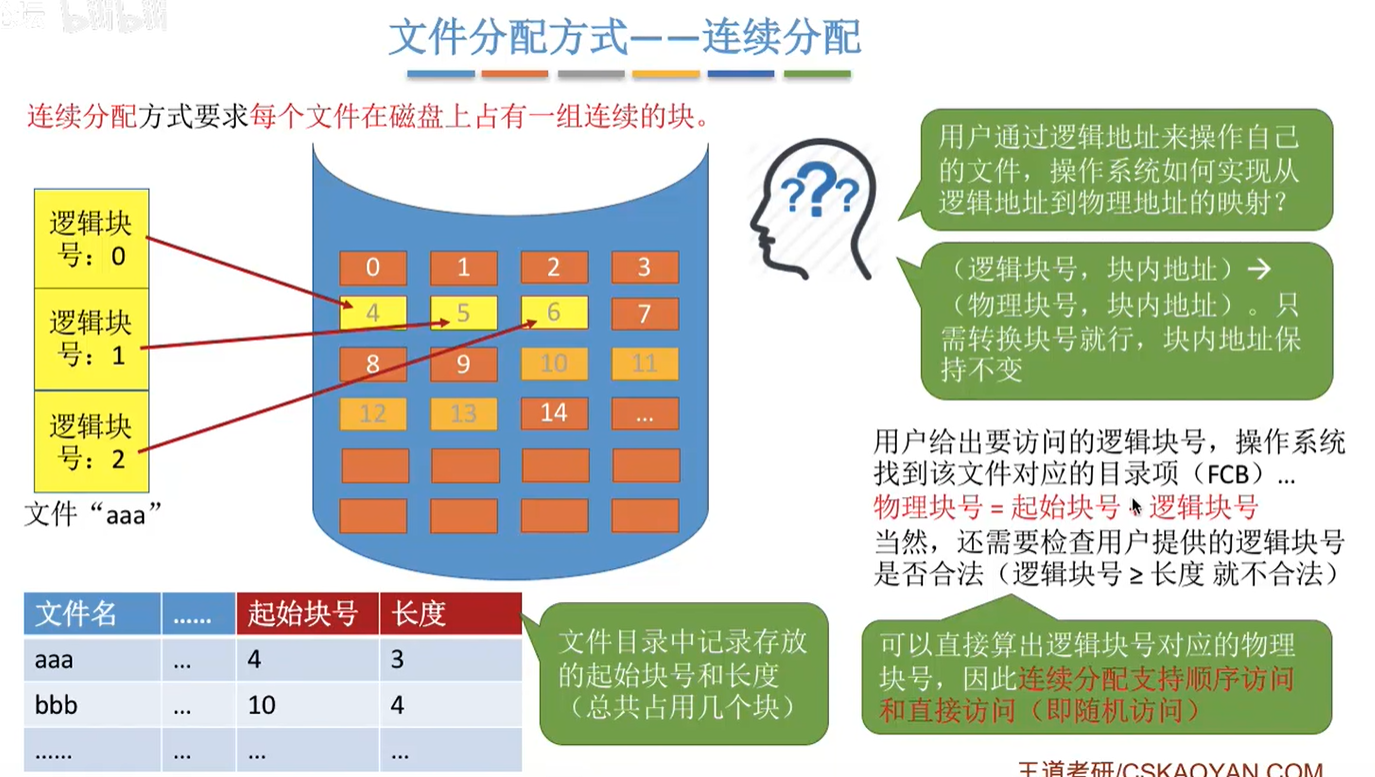 文件分配方式——连续分配
连续分配方式要求每个文件在磁盘上占有一组连续的块。
逻辑块
号：0
逻辑块
号：1
逻辑块
号：2
文件“aaa”
0 1 2 3
4 5 6 7
8 9 10 11
12 13 14 ...
用户通过逻辑地址来操作自己
的文件，操作系统如何实现从
逻辑地址到物理地址的映射？
（逻辑块号，块内地址）→
（物理块号，块内地址）。只
需转换块号就行，块内地址保
持不变
用户给出要访问的逻辑块号，操作系统
找到该文件对应的目录项（FCB）...
物理块号 = 起始块号 逻辑块号
当然，还需要检查用户提供的逻辑块号
是否合法（逻辑块号 ≥ 长度 就不合法）
可以直接算出逻辑块号对应的物理
块号，因此连续分配支持顺序访问
和直接访问（即随机访问）
文件名 …… 起始块号 长度
aaa ... 4 3
bbb ... 10 4
…… ... ... ...
文件目录中记录存放
的起始块号和长度
（总共占用几个块）
王道考研/CSKAOYAN.COM